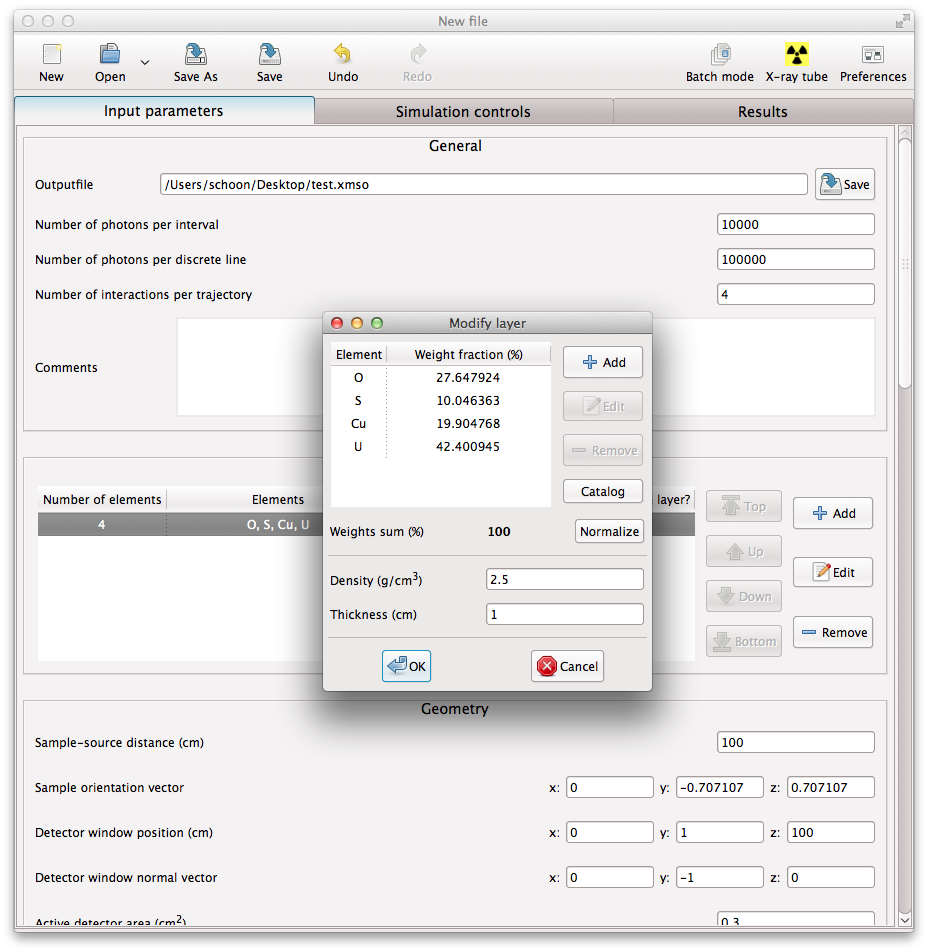 New file
New Open Save As Save Undo Redo Batch mode X-ray tube Preferences
Input parameters Simulation controls Results
General
Outputfile /Users/schoon/Desktop/test.xmso Save
Number of photons per interval 10000
Number of photons per discrete line 100000
Number of interactions per trajectory 4
Comments
Modify layer
Element Weight fraction (%)
O 27.647924
S 10.046363
Cu 19.904768
U 42.400945
Add
Edit
Remove
Catalog
Weights sum (%) 100 Normalize
Density (g/cm3) 2.5
Thickness (cm) 1
OK Cancel
Number of elements Elements layer?
4 O, S, Cu, U
Top
Up
Down
Bottom
Add
Edit
Remove
Geometry
Sample-source distance (cm) 100
Sample orientation vector x: 0 y: -0.707107 z: 0.707107
Detector window position (cm) x: 0 y: 1 z: 100
Detector window normal vector x: 0 y: -1 z: 0
Active detector area (cm2) 0.3